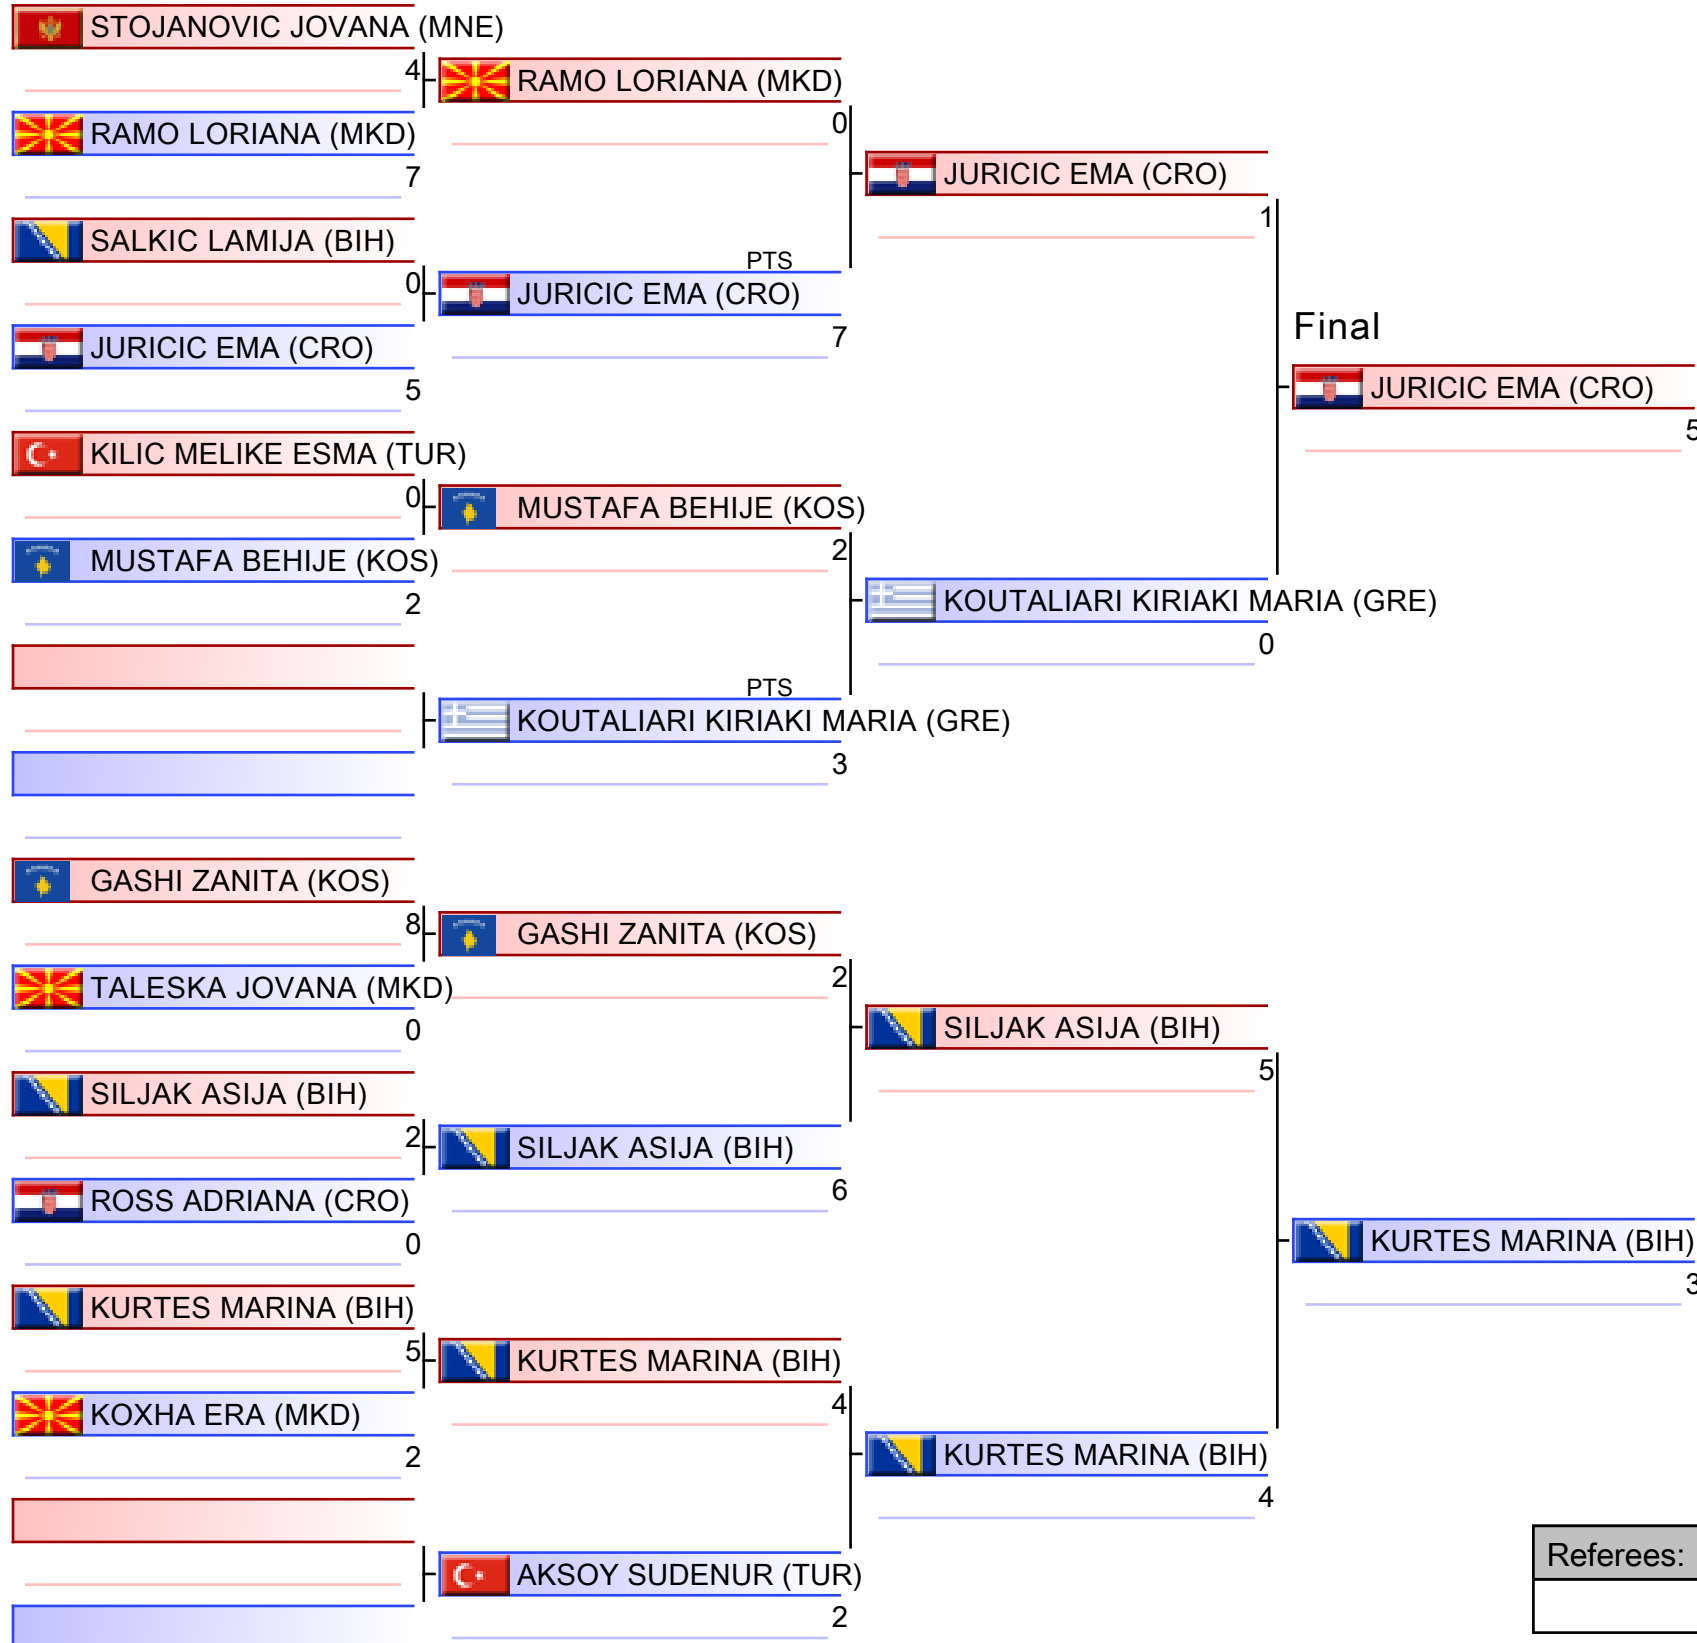 STOJANOVIC JOVANA (MNE)
4
RAMO LORIANA (MKD)
RAMO LORIANA (MKD)
0
7
JURICIC EMA (CRO)
1
SALKIC LAMIJA (BIH)
PTS
0
JURICIC EMA (CRO)
7
JURICIC EMA (CRO)
5
Final
JURICIC EMA (CRO)
5
KILIC MELIKE ESMA (TUR)
0
MUSTAFA BEHIJE (KOS)
2
MUSTAFA BEHIJE (KOS)
2
KOUTALIARI KIRIAKI MARIA (GRE)
0
PTS
KOUTALIARI KIRIAKI MARIA (GRE)
3
GASHI ZANITA (KOS)
8
GASHI ZANITA (KOS)
2
TALESKA JOVANA (MKD)
0
SILJAK ASIJA (BIH)
5
SILJAK ASIJA (BIH)
2
SILJAK ASIJA (BIH)
6
ROSS ADRIANA (CRO)
0
KURTES MARINA (BIH)
3
KURTES MARINA (BIH)
5
KURTES MARINA (BIH)
4
KOXHA ERA (MKD)
2
KURTES MARINA (BIH)
4
AKSOY SUDENUR (TUR)
2
Referees: